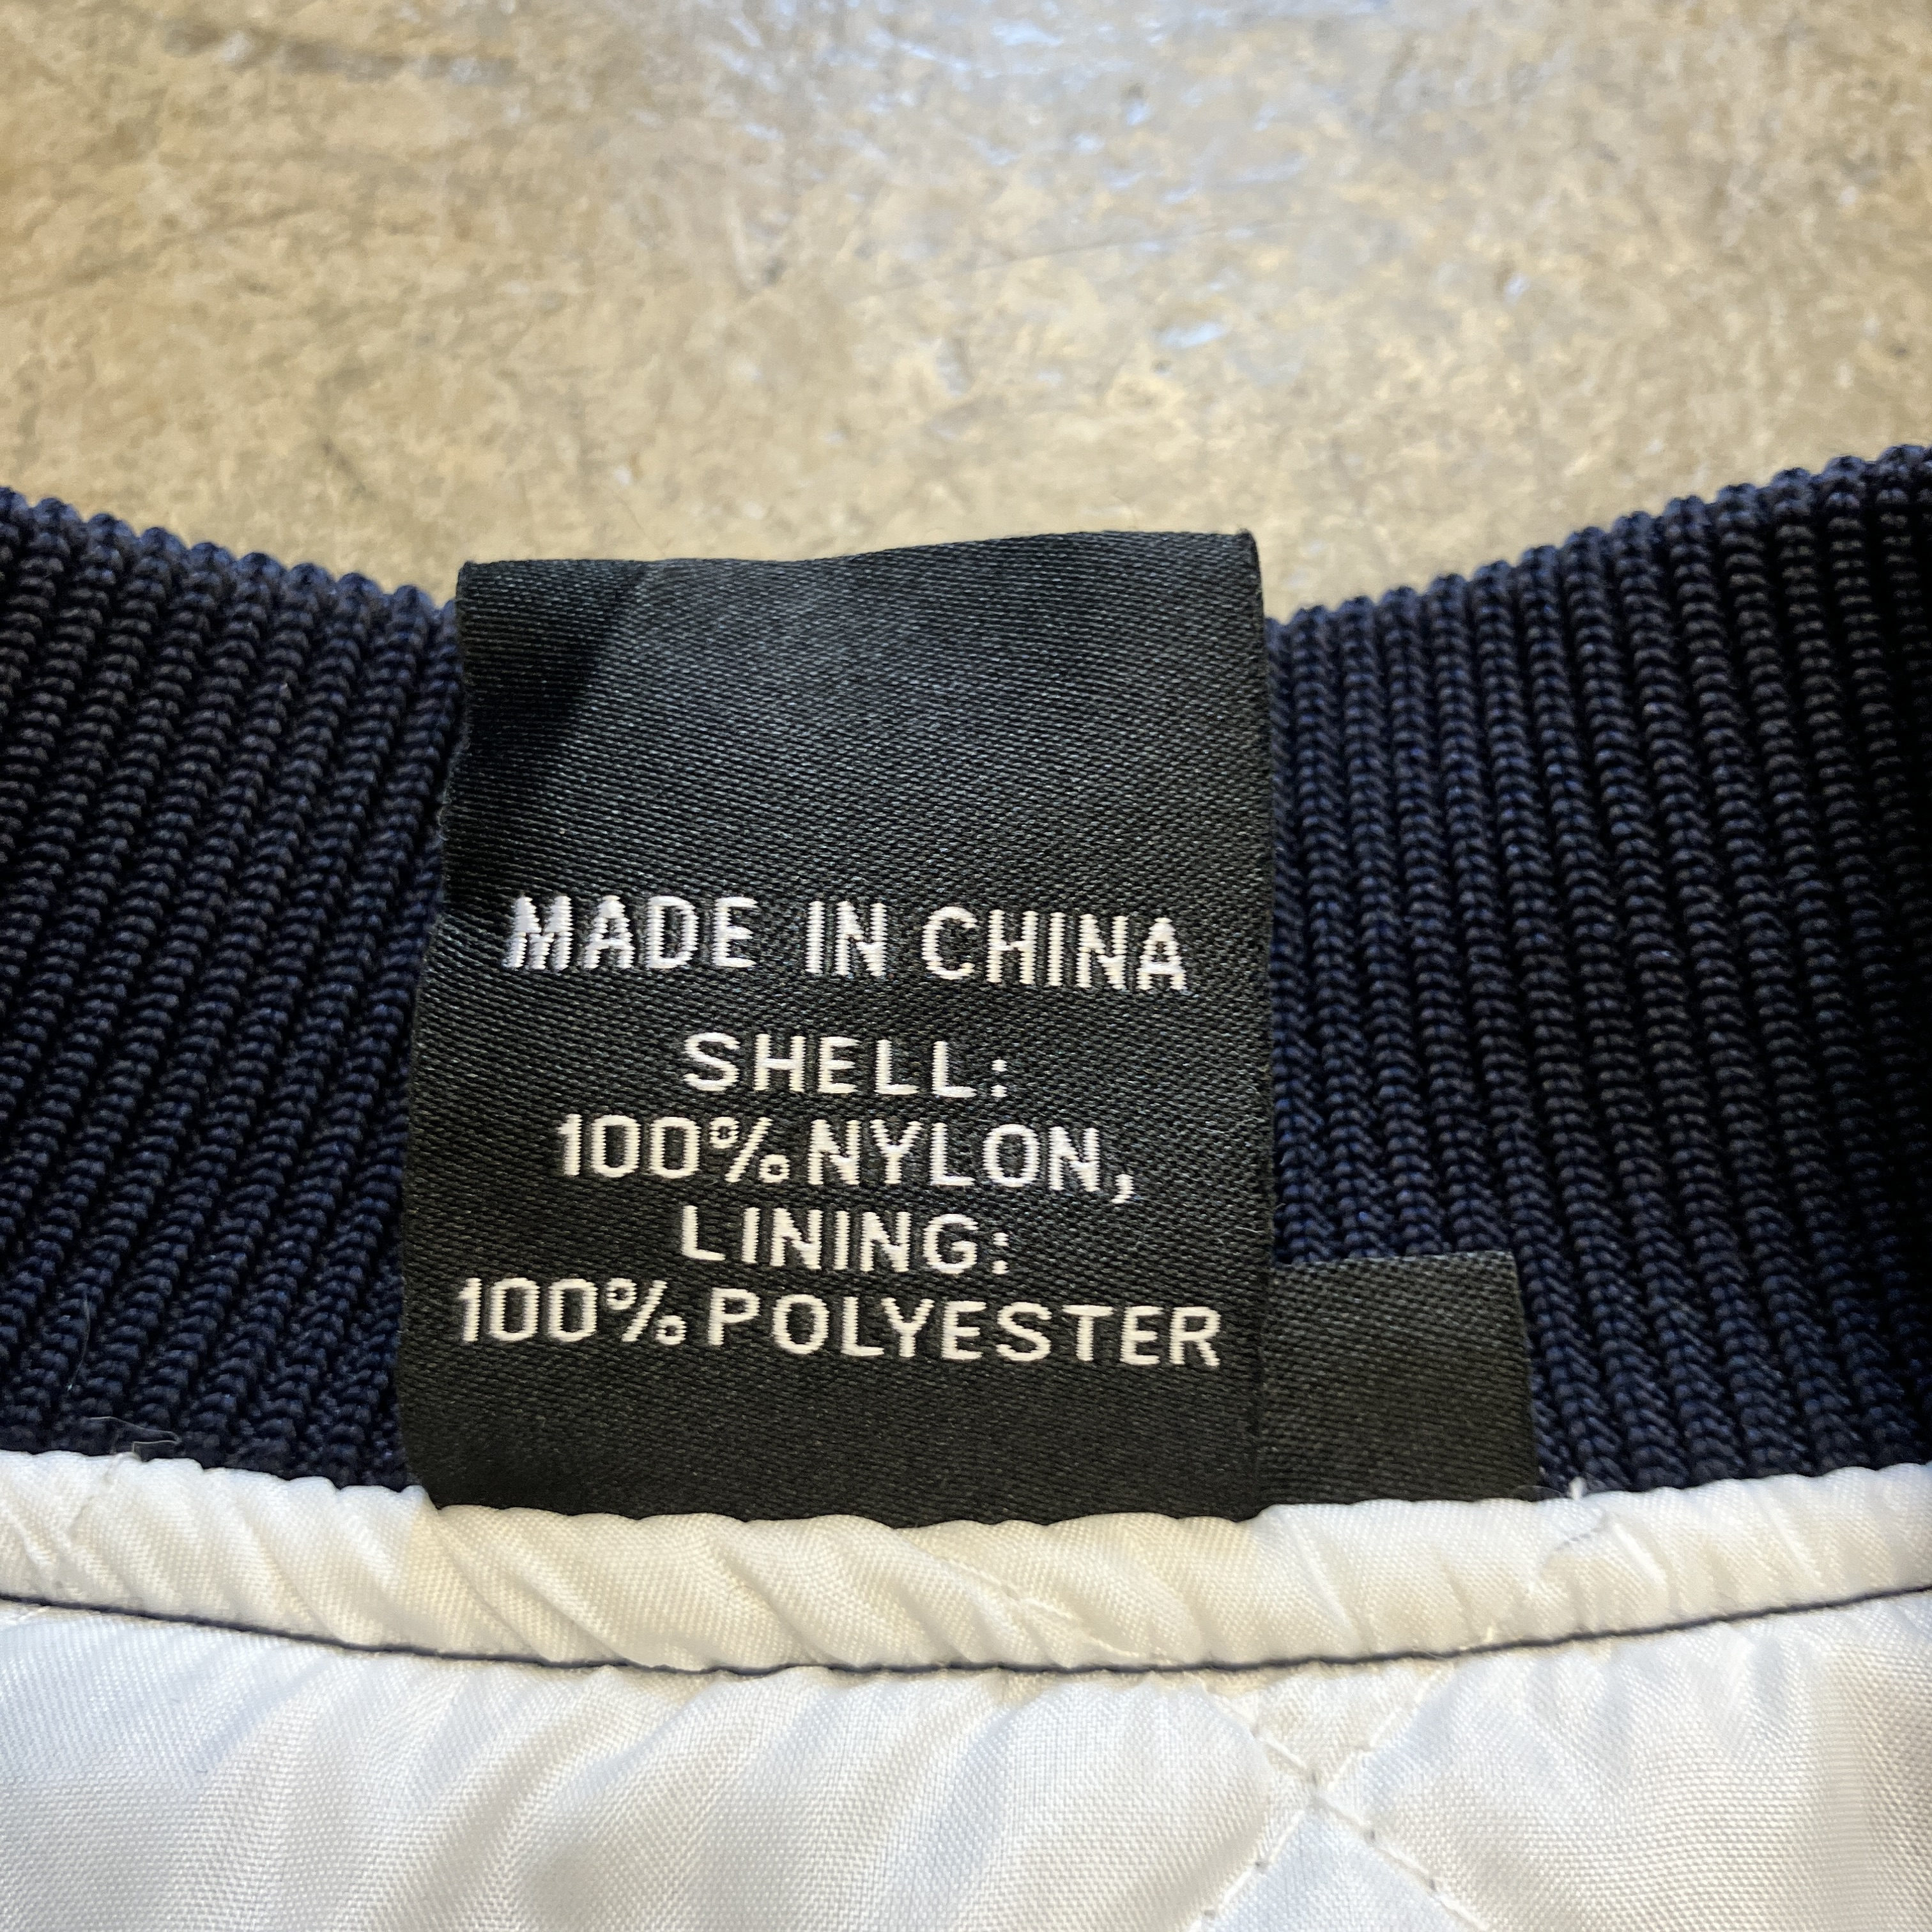 MADE IN CHINA
SHELL:
100% NYLON,
LINING:
100% POLYESTER